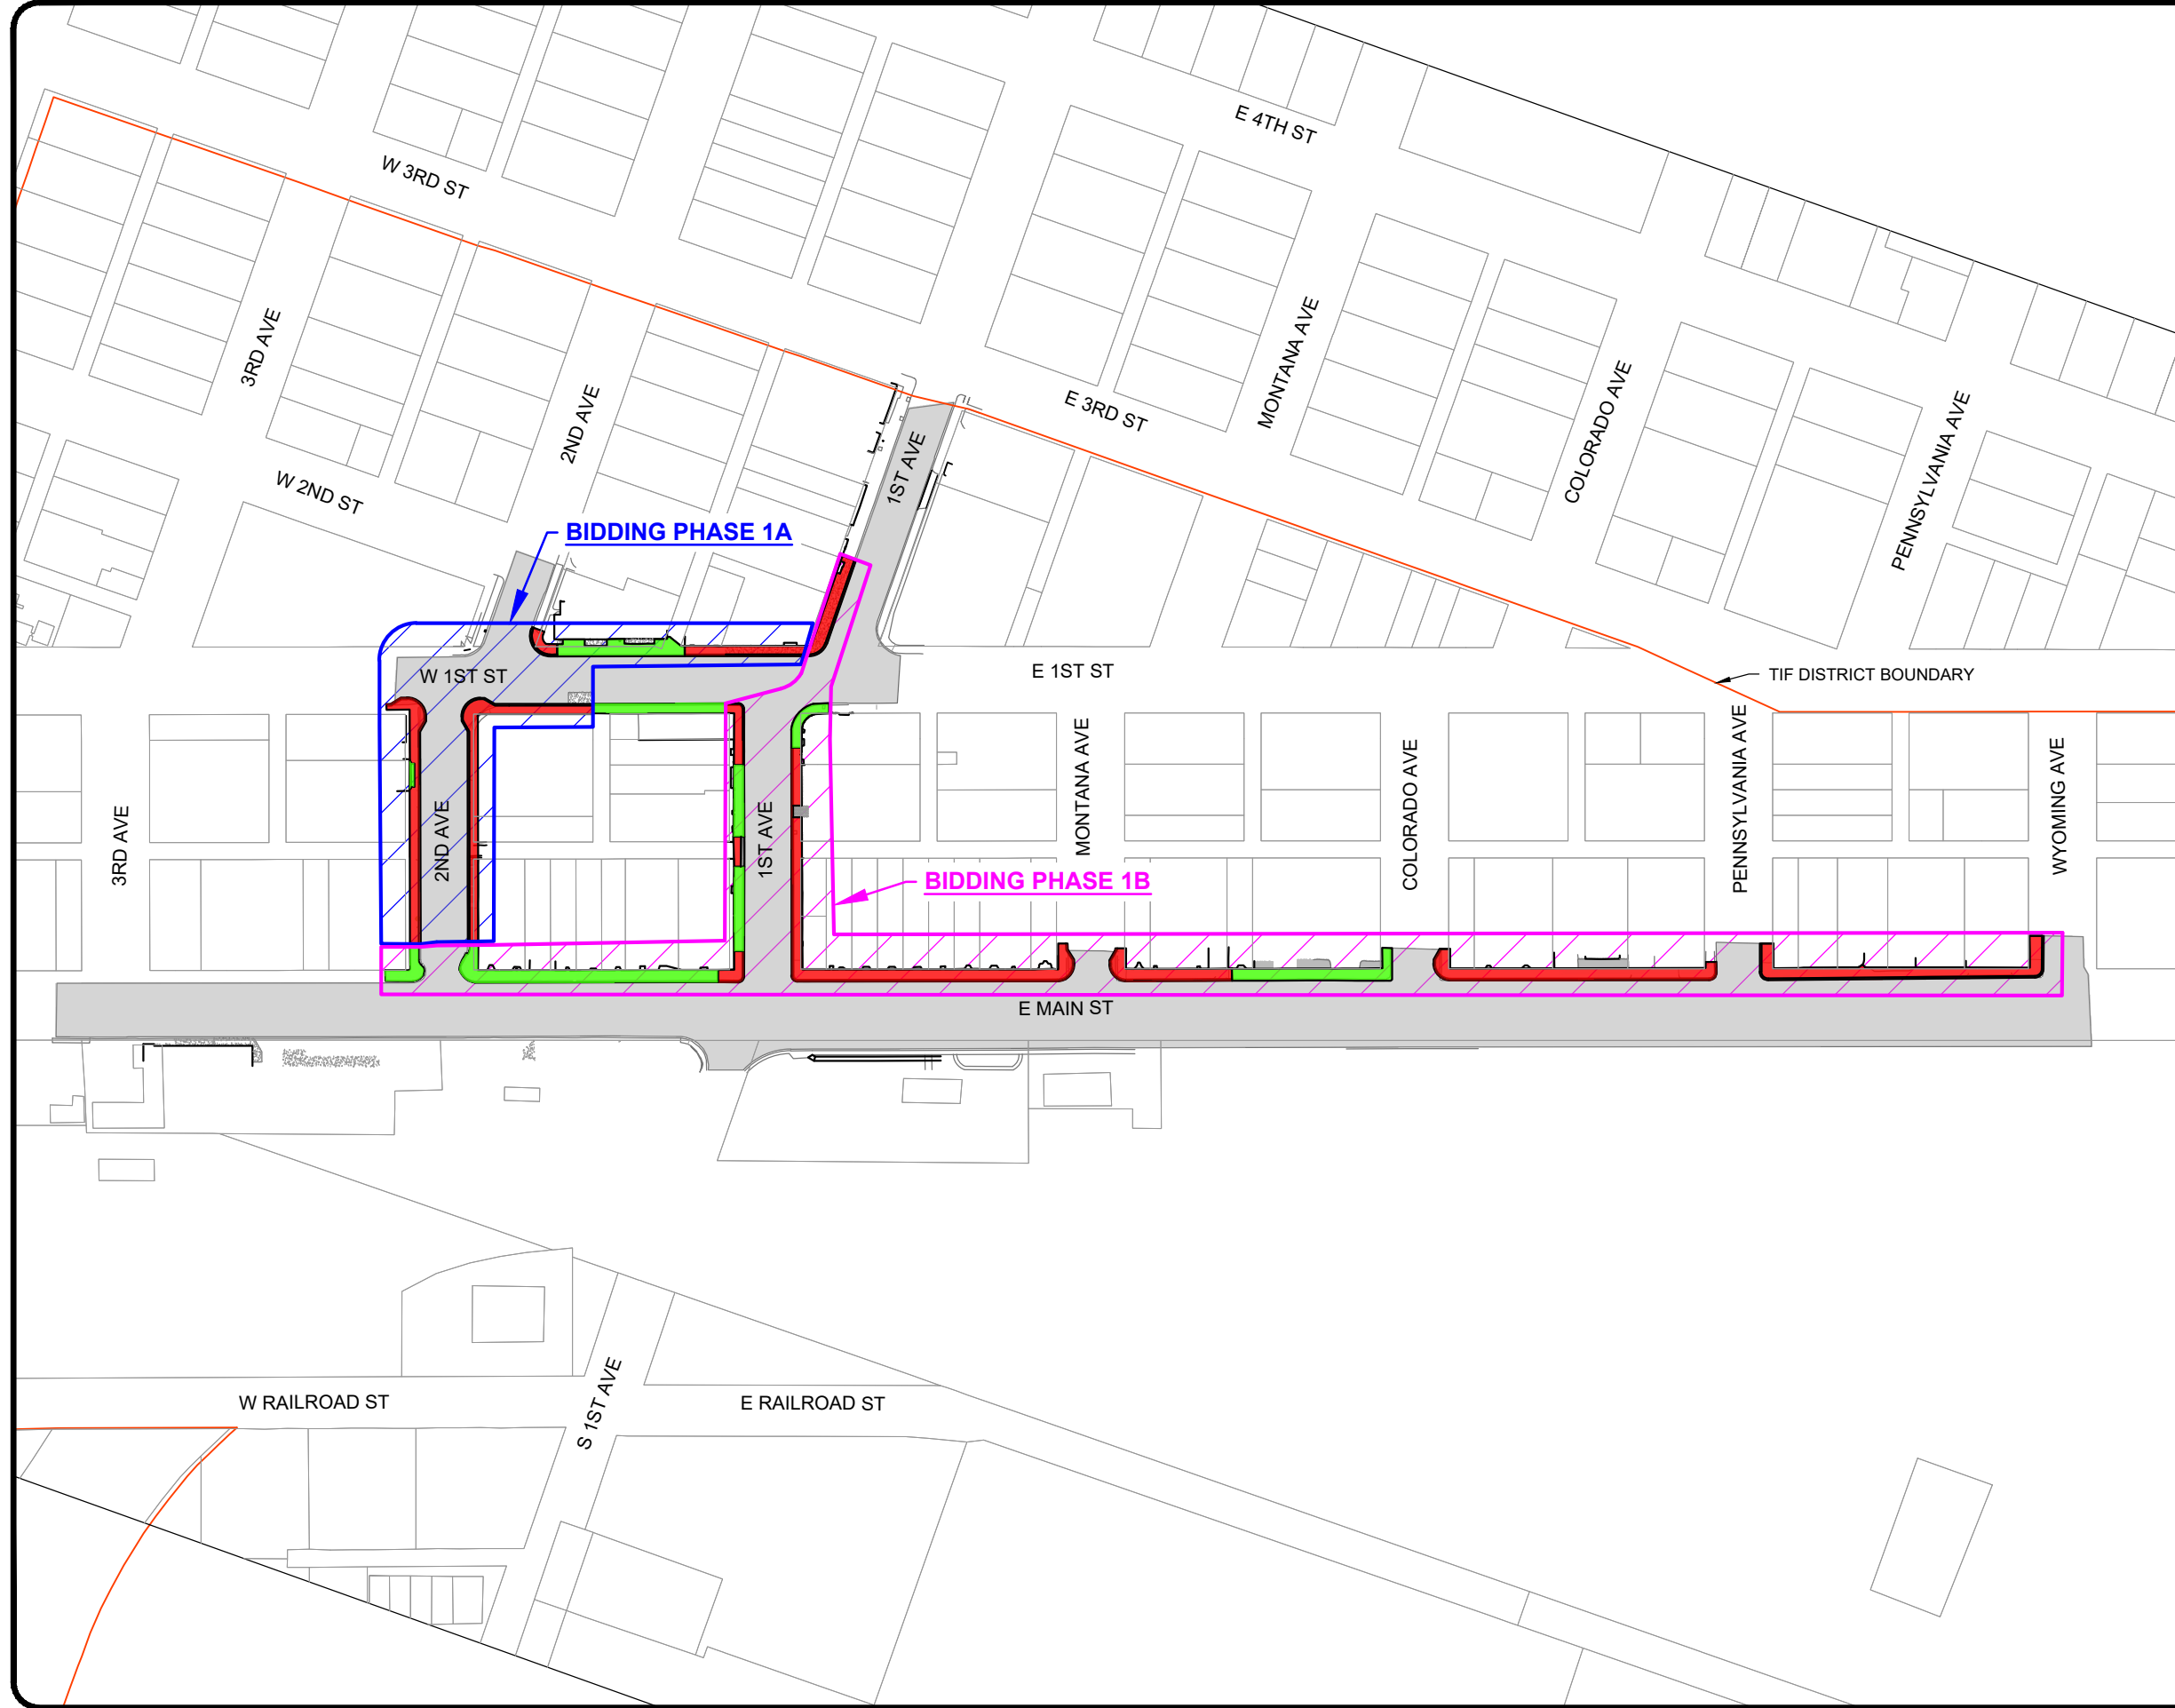 E 4TH ST
W 3RD ST
3RD AVE
MONTANA AVE
COLORADO AVE
E 3RD ST
2ND AVE
PENNSYLVANIA AVE
1ST AVE
W 2ND ST
BIDDING PHASE 1A
W 1ST ST
E 1ST ST
TIF DISTRICT BOUNDARY
3RD AVE
2ND AVE
1ST AVE
MONTANA AVE
COLORADO AVE
PENNSYLVANIA AVE
WYOMING AVE
BIDDING PHASE 1B
E MAIN ST
W RAILROAD ST
S 1ST AVE
E RAILROAD ST